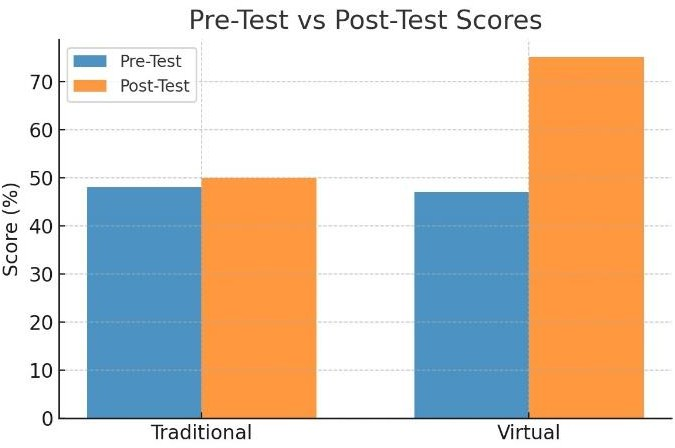 Pre-Test vs Post-Test Scores
Pre-Test
Post-Test
Score (%)
70
60
50
40
30
20
10
0
Traditional
Virtual